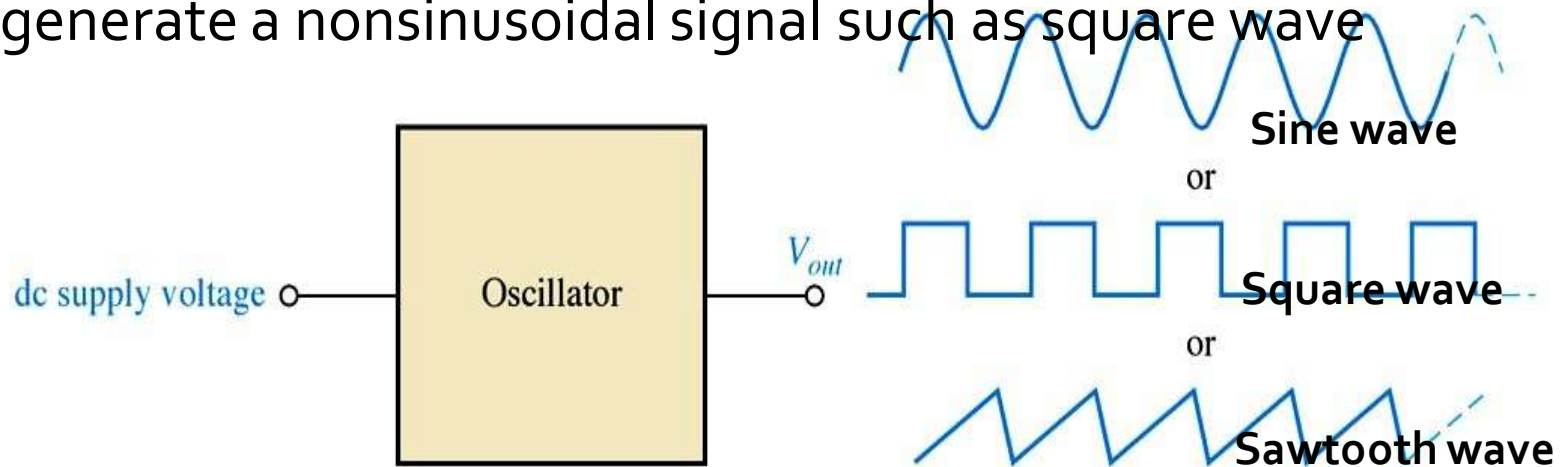 generate a nonsinusoidal signal such as square wave
Sine wave
or
dc supply voltage
Oscillator
Vout
Square wave
or
Sawtooth wave